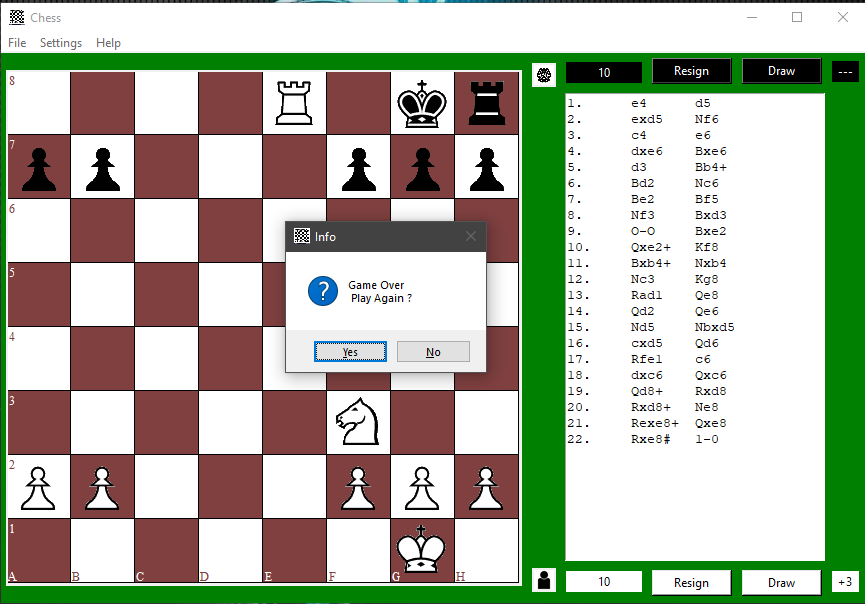 Chess
File Settings Help
10 Resign Draw ---
8
7
6
5
4
3
2
1
A B C D E F G H
Info
?
Game Over
Play Again ?
Yes No
1. e4 d5
2. exd5 Nf6
3. c4 e6
4. dxe6 Bxe6
5. d3 Bb4+
6. Bd2 Nc6
7. Be2 Bf5
8. Nf3 Bxd3
9. O-O Bxe2
10. Qxe2+ Kf8
11. Bxb4+ Nxb4
12. Nc3 Kg8
13. Rad1 Qe8
14. Qd2 Qe6
15. Nd5 Nbxd5
16. cxd5 Qd6
17. Rfe1 c6
18. dxc6 Qxc6
19. Qd8+ Rxd8
20. Rxd8+ Ne8
21. Rexe8+ Qxe8
22. Rxe8# 1-0
10 Resign Draw +3